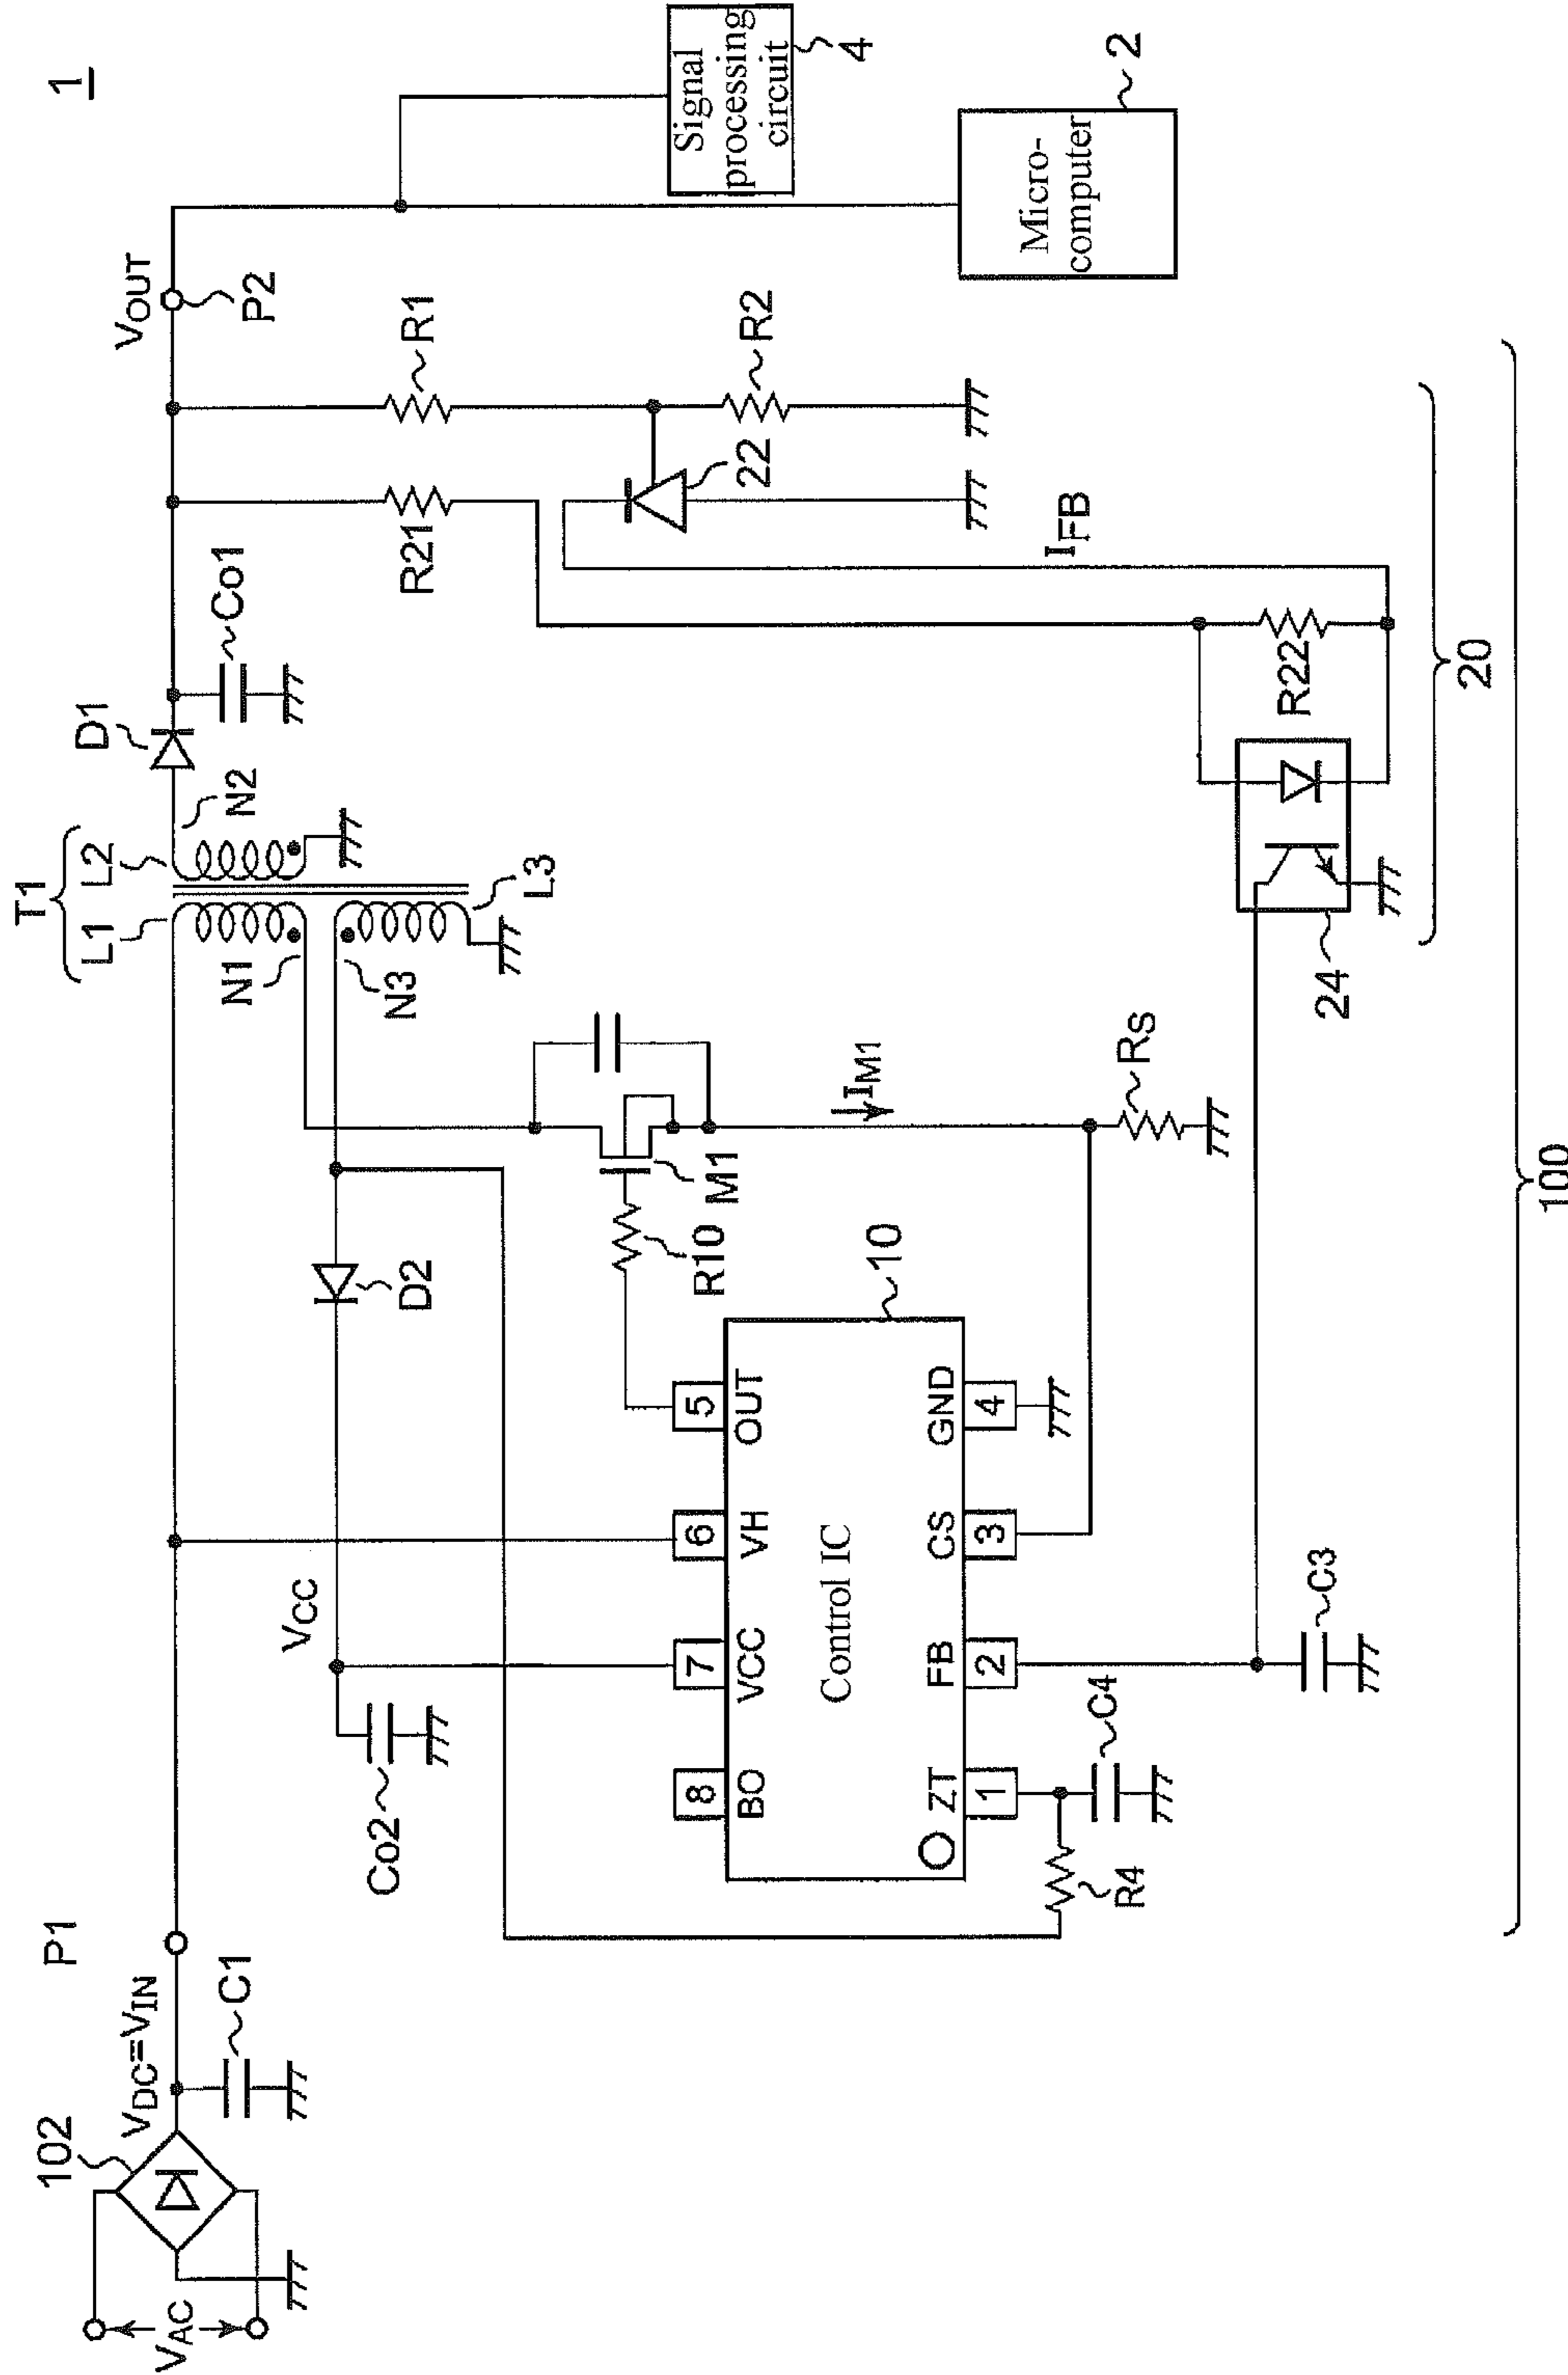 1
VAC
102
VDC=VIN
C1
P1
T1
L1
L2
N1
N2
N3
L3
D1
Co1
VOUT
P2
Signal
processing
circuit
4
Micro-
computer
2
VCC
Co2
D2
R21
R1
R2
22
IFB
R10
M1
IM1
RS
10
8
7
6
5
BO
VCC
VH
OUT
Control IC
ZT
FB
CS
GND
1
2
3
4
R4
C4
C3
24
R22
20
100